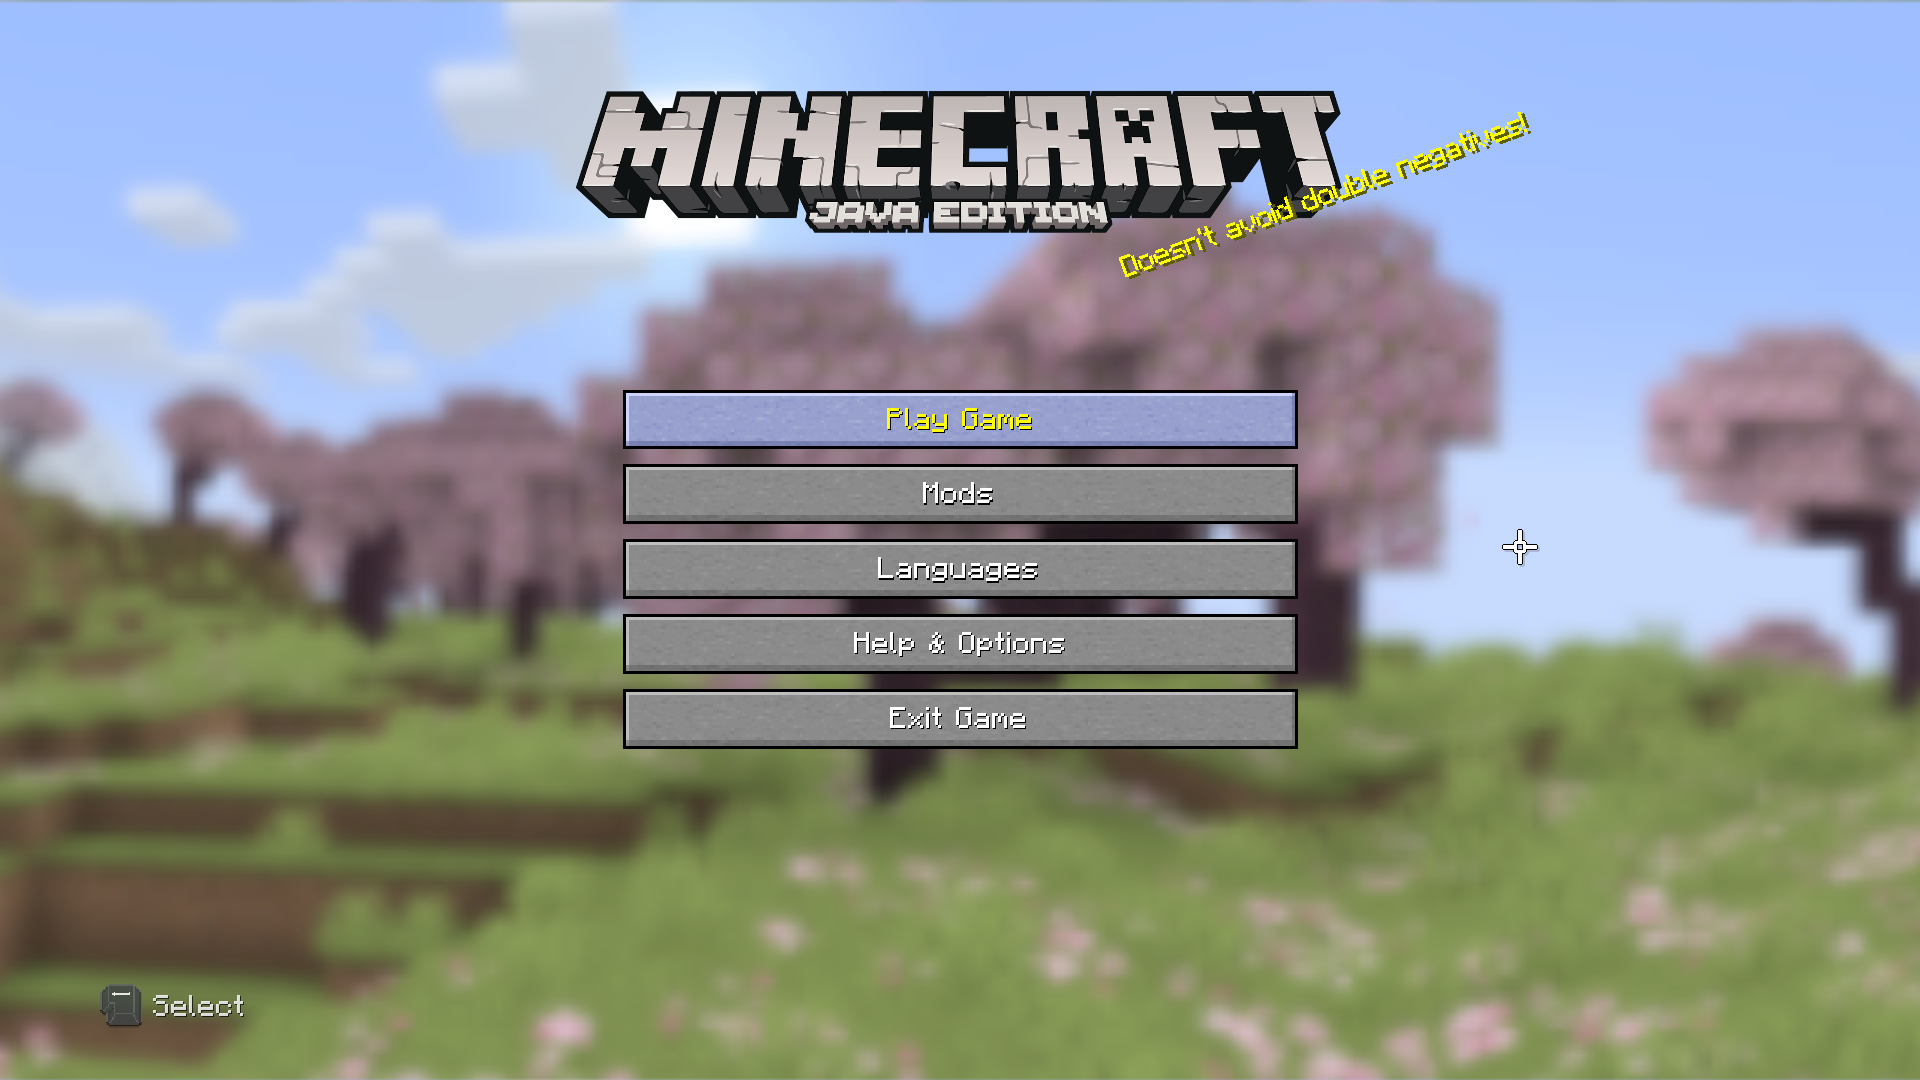 MINECRAFT
JAVA EDITION
Doesn't avoid double negatives!
Play Game
Mods
Languages
Help & Options
Exit Game
Select